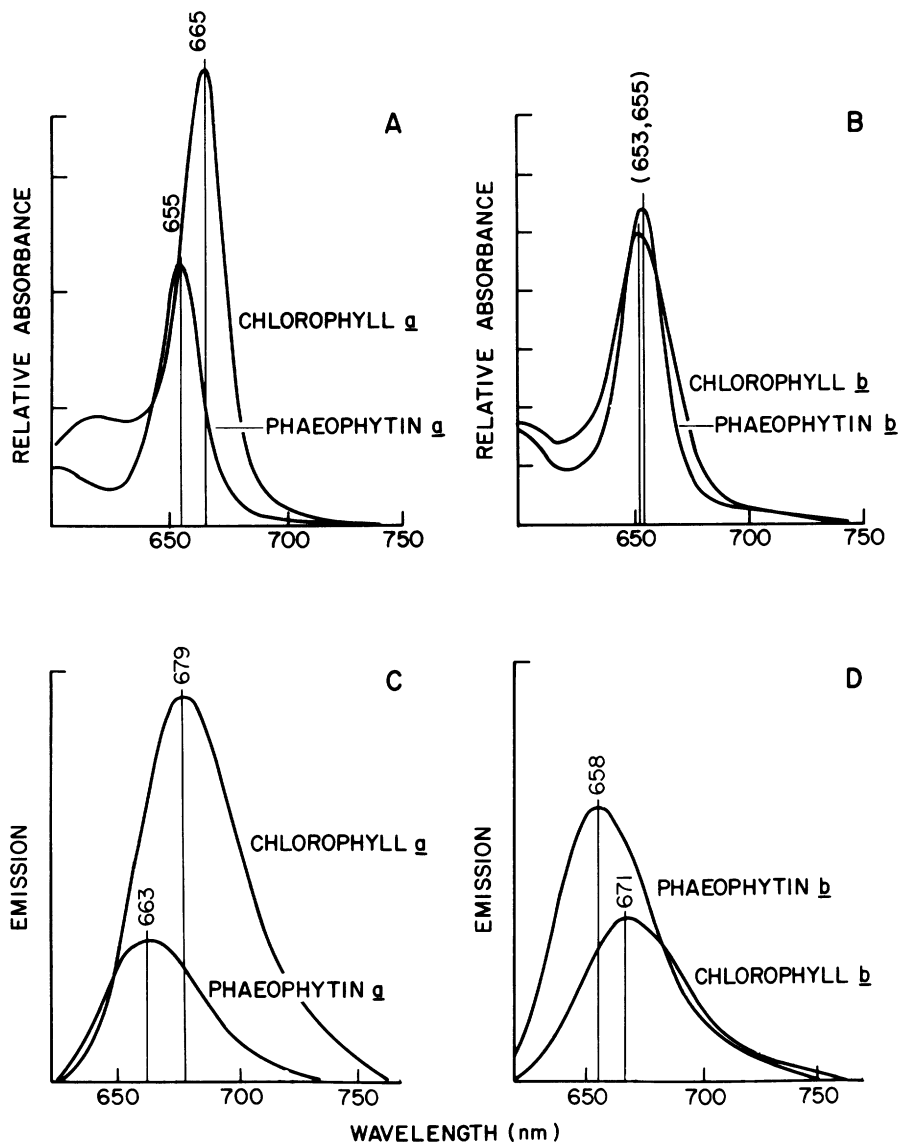 665
A
655
RELATIVE ABSORBANCE
CHLOROPHYLL a
PHAEOPHYTIN a
650
700
750
(653,655)
B
RELATIVE ABSORBANCE
CHLOROPHYLL b
PHAEOPHYTIN b
650
700
750
679
C
EMISSION
CHLOROPHYLL a
663
PHAEOPHYTIN a
650
700
D
658
EMISSION
PHAEOPHYTIN b
671
CHLOROPHYLL b
650
700
750
WAVELENGTH (nm)